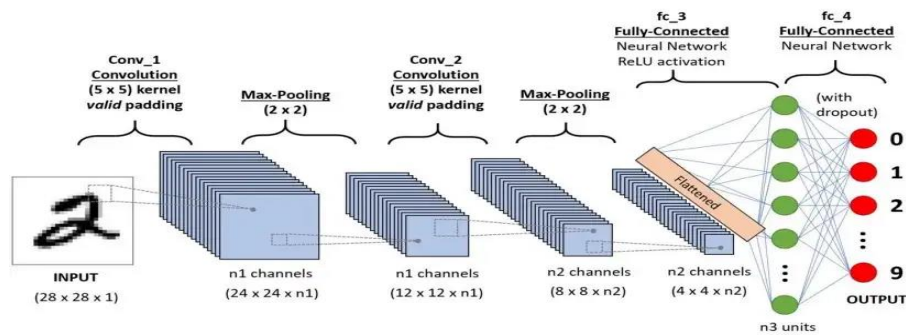 Conv_1
Convolution
(5 x 5) kernel
valid padding
Max-Pooling
(2 x 2)
Conv_2
Convolution
(5 x 5) kernel
valid padding
Max-Pooling
(2 x 2)
fc_3
Fully-Connected
Neural Network
ReLU activation
fc_4
Fully-Connected
Neural Network
(with
dropout)
Flattened
0
1
2
9
OUTPUT
INPUT
(28 x 28 x 1)
n1 channels
(24 x 24 x n1)
n1 channels
(12 x 12 x n1)
n2 channels
(8 x 8 x n2)
n2 channels
(4 x 4 x n2)
n3 units
2